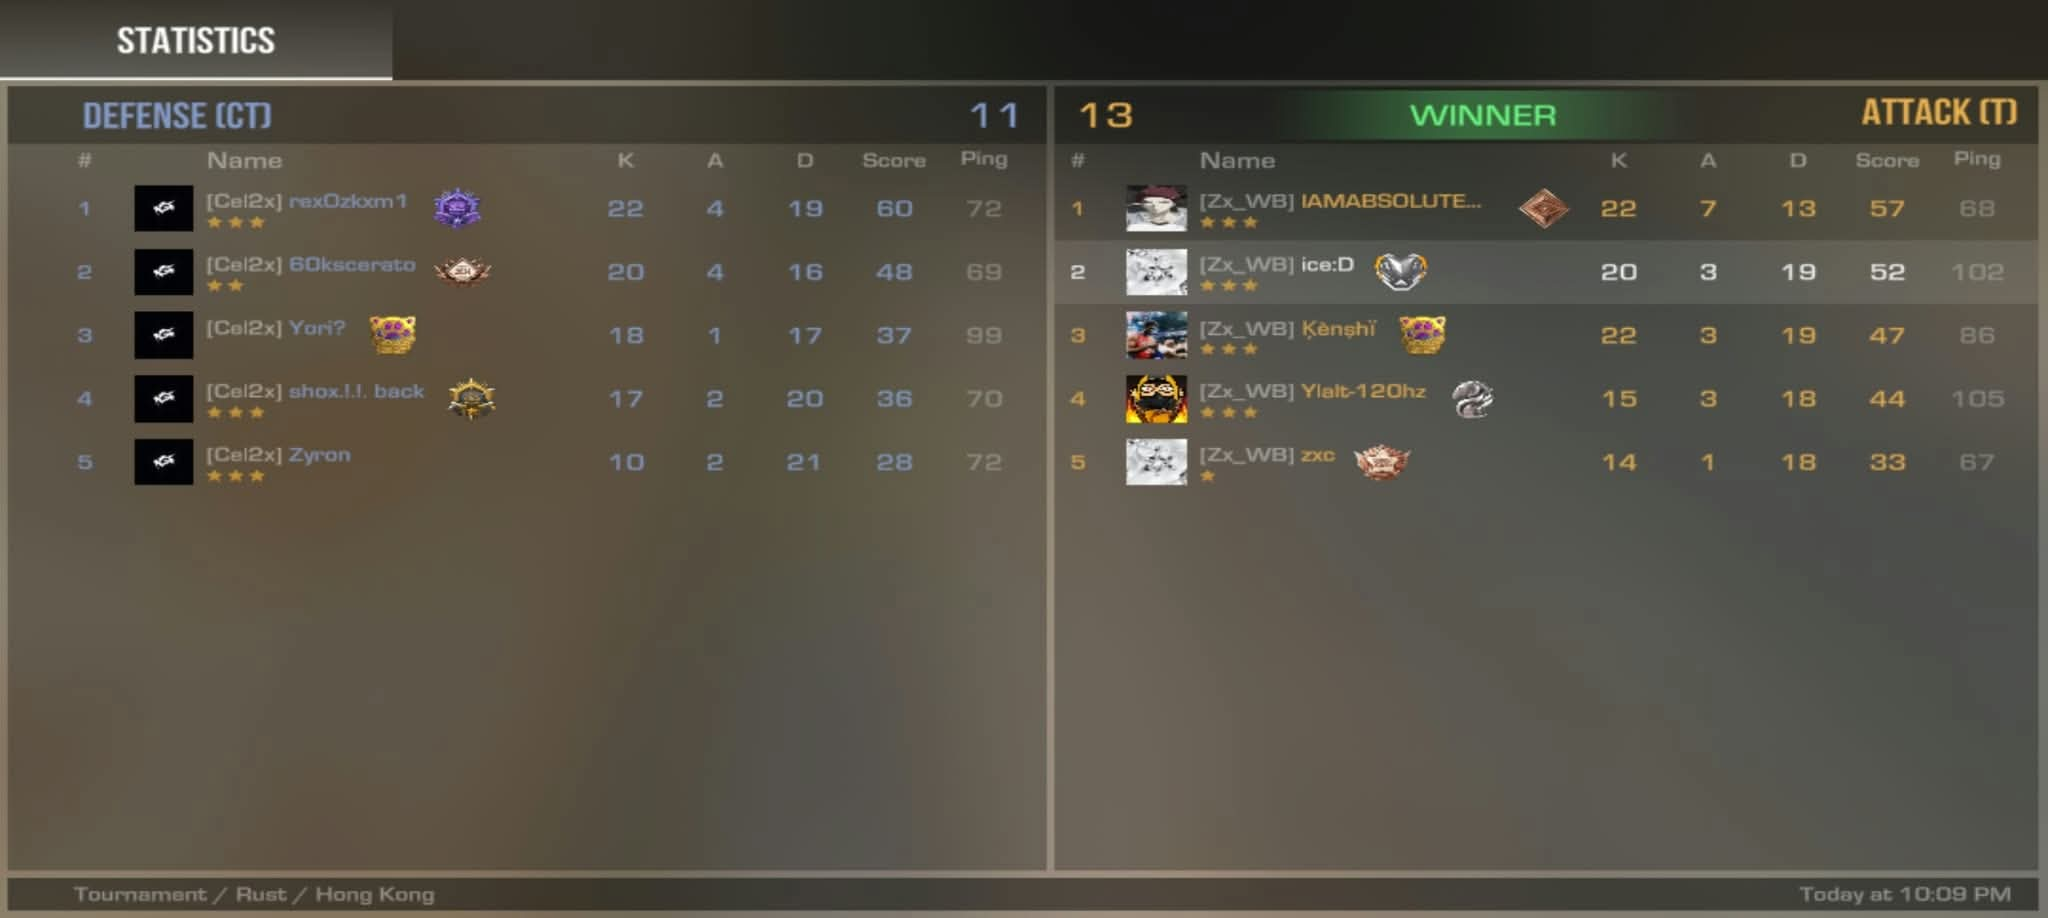 STATISTICS
DEFENSE (CT) 11
# Name K A D Score Ping
1 [Cel2x] rex0zkxm1 22 4 19 60 72
2 [Cel2x] 60kscerato 20 4 16 48 69
3 [Cel2x] Yori? 18 1 17 37 99
4 [Cel2x] shox.!.!. back 17 2 20 36 70
5 [Cel2x] Zyron 10 2 21 28 72
13 WINNER ATTACK (T)
# Name K A D Score Ping
1 [Zx_WB] IAMABSOLUTE... 22 7 13 57 68
2 [Zx_WB] ice:D 20 3 19 52 102
3 [Zx_WB] Ķènşhï 22 3 19 47 86
4 [Zx_WB] Ylalt-120hz 15 3 18 44 105
5 [Zx_WB] zxc 14 1 18 33 67
Tournament / Rust / Hong Kong
Today at 10:09 PM